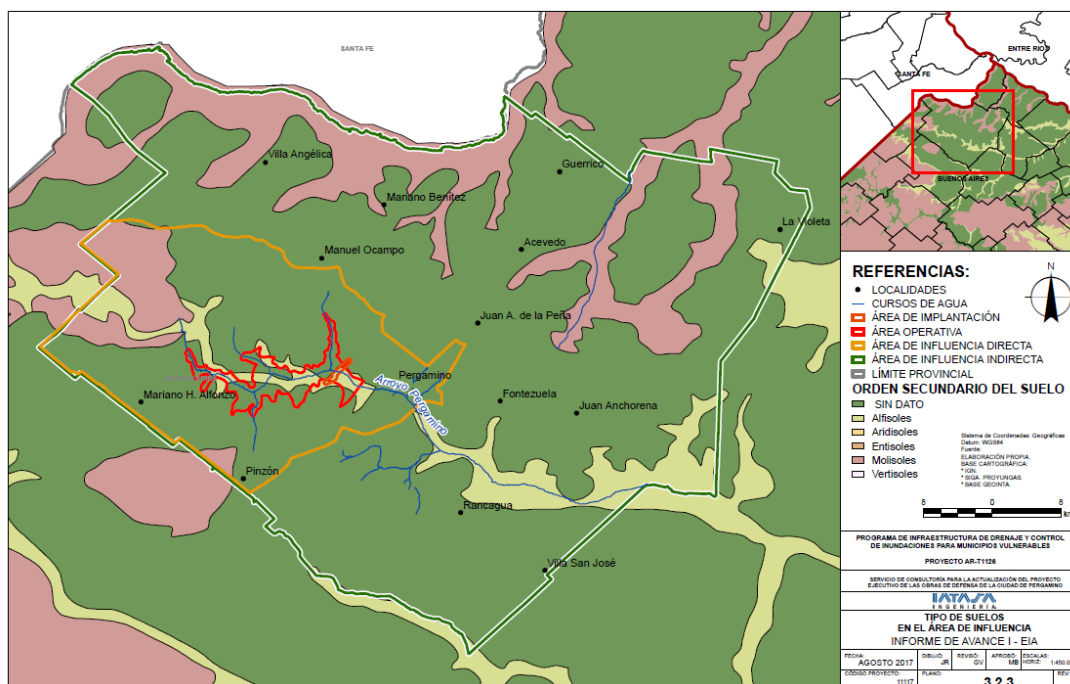 SANTA FE
Villa Angélica
Guerrico
Mariano Benítez
La Violeta
Acevedo
Manuel Ocampo
Juan A. de la Peña
Pergamino
Arroyo Pergamino
Mariano H. Alfonzo
Fontezuela
Juan Anchorena
Pinzón
Rancagua
Villa San José
ENTRE RIOS
SANTA FE
BUENOS AIRES
REFERENCIAS:
N
LOCALIDADES
CURSOS DE AGUA
ÁREA DE IMPLANTACIÓN
ÁREA OPERATIVA
ÁREA DE INFLUENCIA DIRECTA
ÁREA DE INFLUENCIA INDIRECTA
LÍMITE PROVINCIAL
ORDEN SECUNDARIO DEL SUELO
SIN DATO
Alfisoles
Aridisoles
Entisoles
Molisoles
Vertisoles
Sistema de Coordenadas: Geográficas
Datum: WGS84
Fuente:
ELABORACIÓN PROPIA.
BASE CARTOGRÁFICA:
* IGN.
* SIGA. PROYUNGAS.
* BASE GEOINTA.
8 0 8
km
PROGRAMA DE INFRAESTRUCTURA DE DRENAJE Y CONTROL
DE INUNDACIONES PARA MUNICIPIOS VULNERABLES
PROYECTO AR-T1126
SERVICIO DE CONSULTORÍA PARA LA ACTUALIZACIÓN DEL PROYECTO
EJECUTIVO DE LAS OBRAS DE DEFENSA DE LA CIUDAD DE PERGAMINO
IATASA
INGENIERÍA
TIPO DE SUELOS
EN EL ÁREA DE INFLUENCIA
INFORME DE AVANCE I - EIA
FECHA: AGOSTO 2017
DIBUJÓ: JR
REVISÓ: GV
APROBÓ: MB
ESCALAS:
HORIZ: 1:450.0
CÓDIGO PROYECTO: 11117
PLANO: 3.2.3
REV